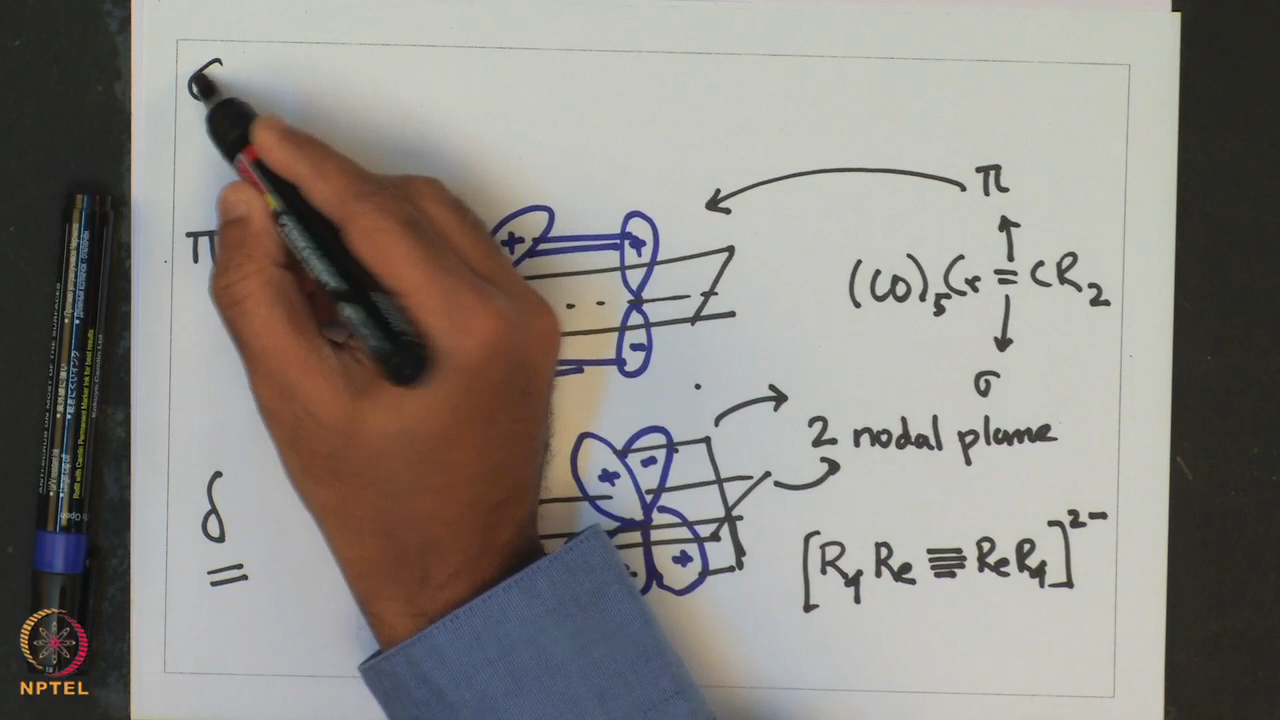 π
π
+ +
(CO)₅Cr = CR₂
-
σ
2 nodal plane
+ -
δ
+
[R₄Re ≣ ReR₄]²⁻
NPTEL